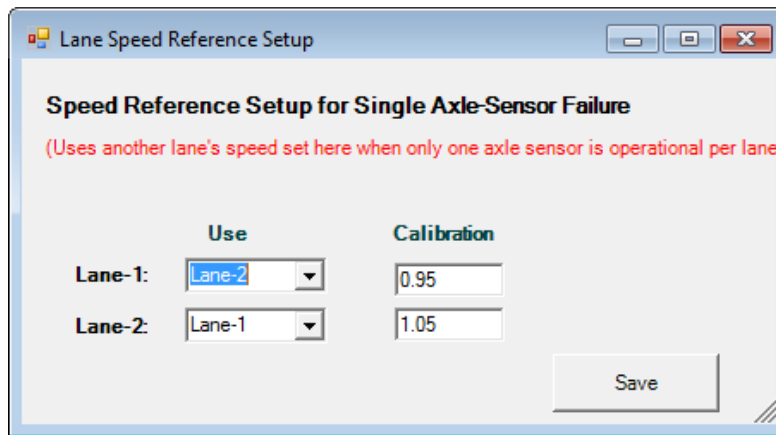 Lane Speed Reference Setup
Speed Reference Setup for Single Axle-Sensor Failure
(Uses another lane's speed set here when only one axle sensor is operational per lane
Use Calibration
Lane-1: Lane-2 0.95
Lane-2: Lane-1 1.05
Save